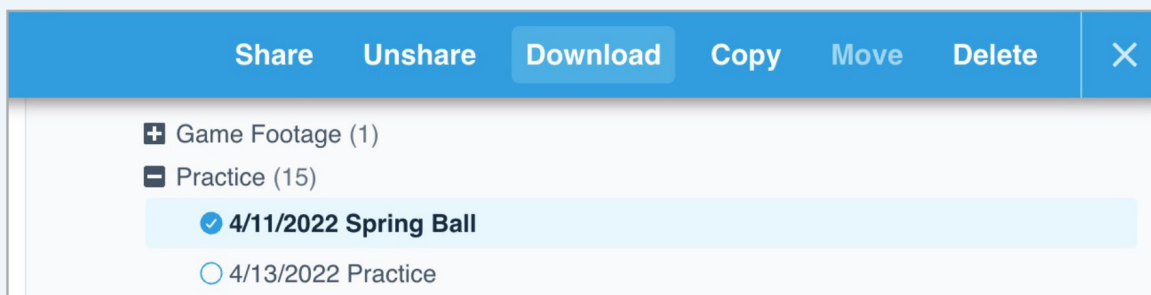 Share Unshare Download Copy Move Delete
Game Footage (1)
Practice (15)
4/11/2022 Spring Ball
4/13/2022 Practice